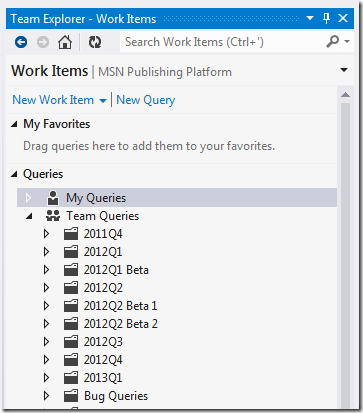 Team Explorer - Work Items
Search Work Items (Ctrl+')
Work Items | MSN Publishing Platform
New Work Item | New Query
My Favorites
Drag queries here to add them to your favorites.
Queries
My Queries
Team Queries
2011Q4
2012Q1
2012Q1 Beta
2012Q2
2012Q2 Beta 1
2012Q2 Beta 2
2012Q3
2012Q4
2013Q1
Bug Queries